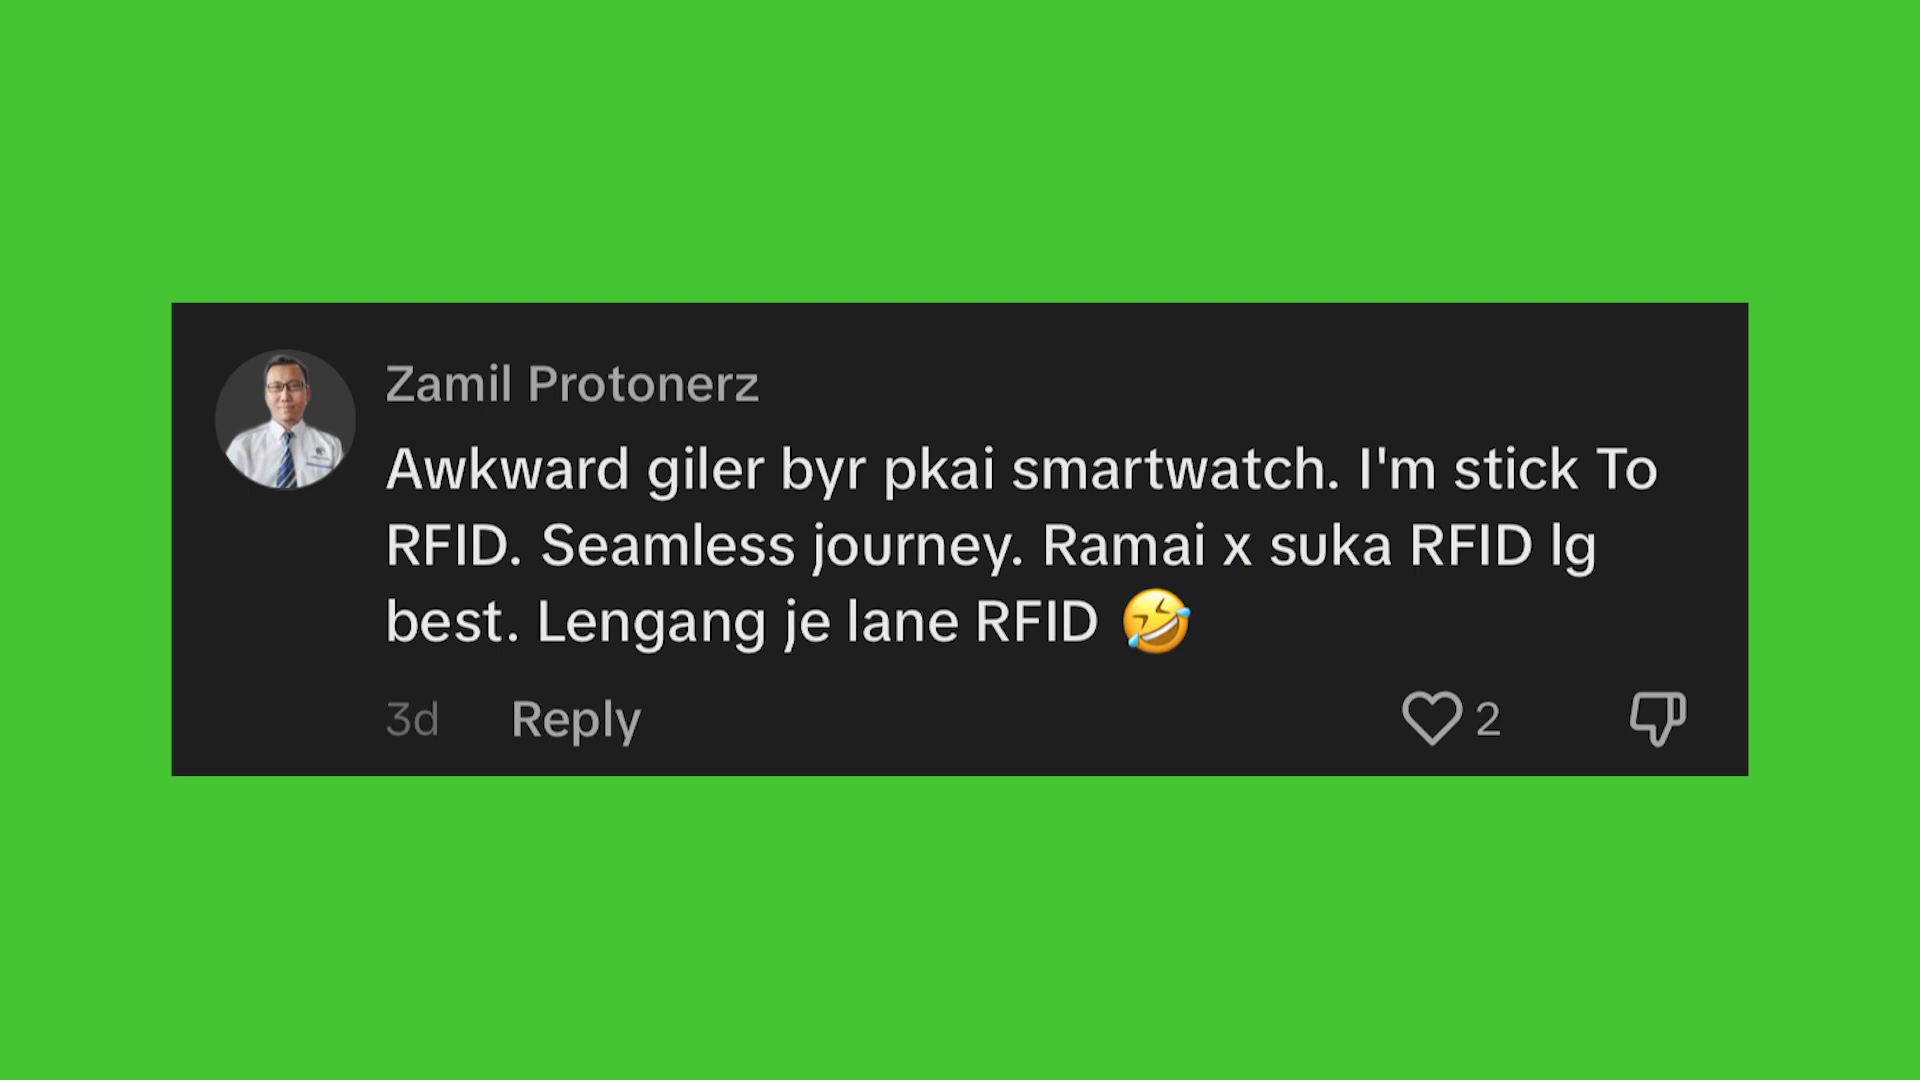 Zamil Protonerz
Awkward giler byr pkai smartwatch. I'm stick To
RFID. Seamless journey. Ramai x suka RFID lg
best. Lengang je lane RFID 🤣
3d Reply 2